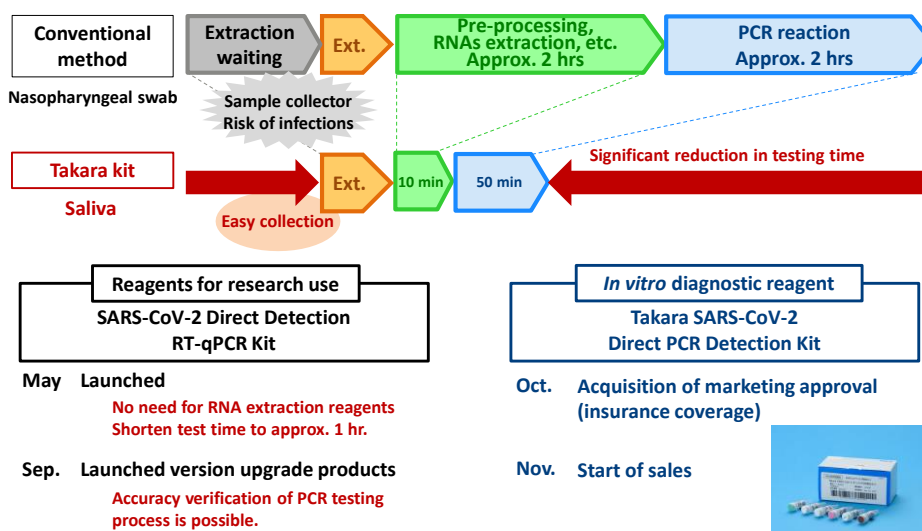 Conventional
method
Nasopharyngeal swab
Extraction
waiting
Ext.
Pre-processing,
RNAs extraction, etc.
Approx. 2 hrs
PCR reaction
Approx. 2 hrs
Sample collector
Risk of infections
Takara kit
Saliva
Easy collection
Ext.
10 min
50 min
Significant reduction in testing time
Reagents for research use
SARS-CoV-2 Direct Detection
RT-qPCR Kit
May Launched
No need for RNA extraction reagents
Shorten test time to approx. 1 hr.
Sep. Launched version upgrade products
Accuracy verification of PCR testing
process is possible.
In vitro diagnostic reagent
Takara SARS-CoV-2
Direct PCR Detection Kit
Oct. Acquisition of marketing approval
(insurance coverage)
Nov. Start of sales